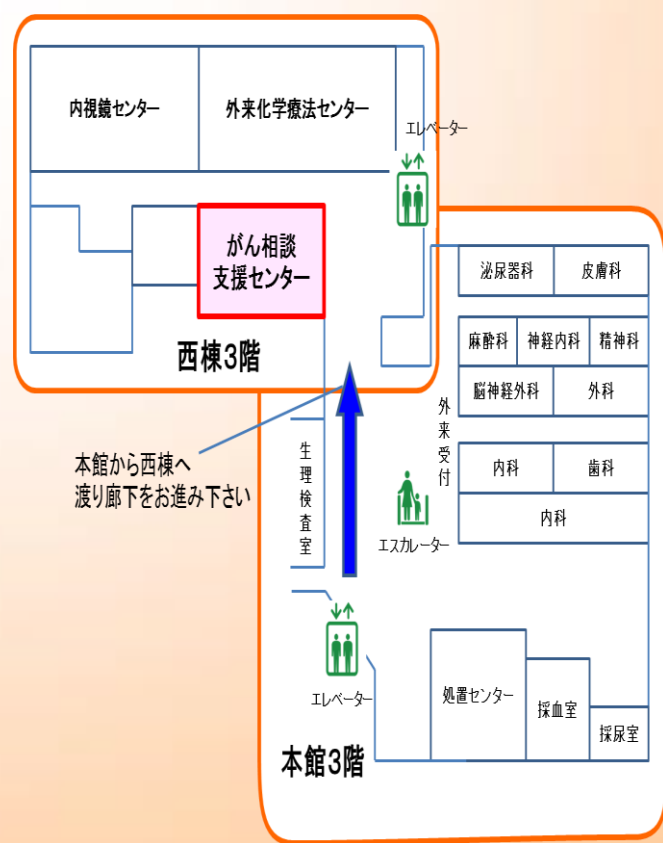 内視鏡センター
外来化学療法センター
エレベーター
がん相談
支援センター
西棟3階
泌尿器科
皮膚科
麻酔科
神経内科
精神科
脳神経外科
外科
外来受付
本館から西棟へ
渡り廊下をお進み下さい
生理検査室
内科
歯科
内科
エスカレーター
エレベーター
処置センター
採血室
採尿室
本館3階